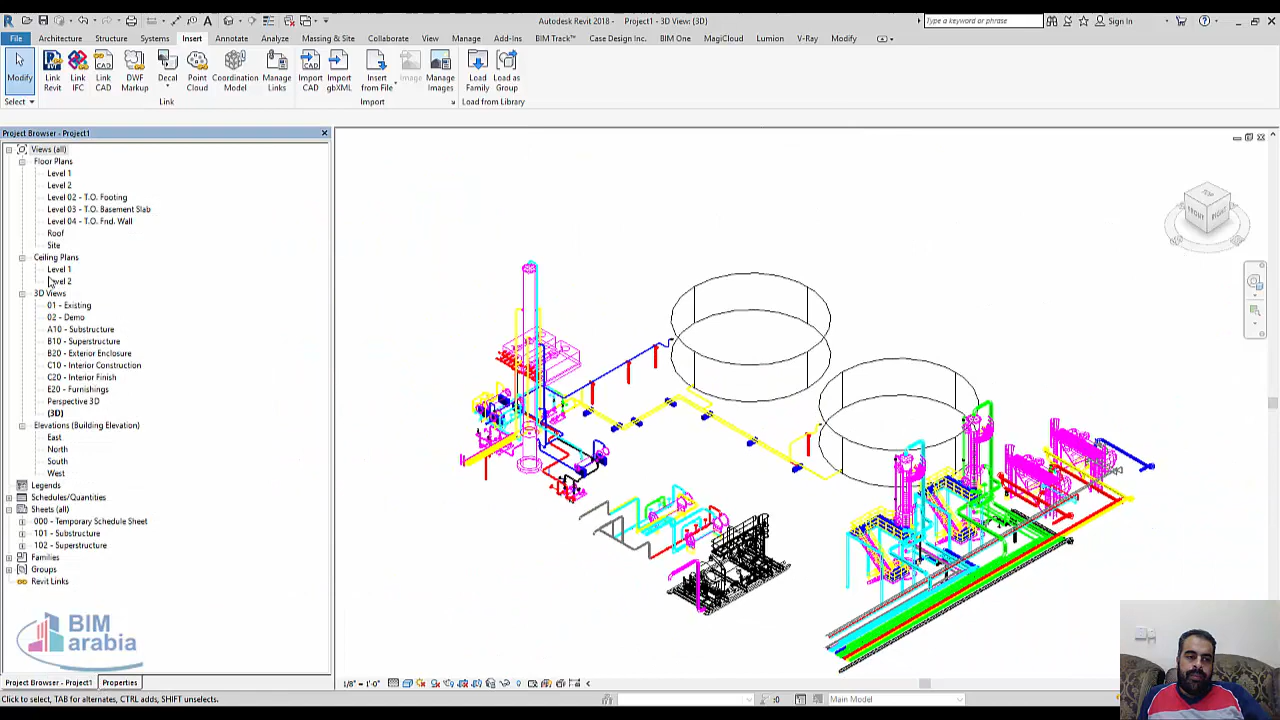 Autodesk Revit 2018 - Project1 - 3D View: {3D}
Type a keyword or phrase
Sign In
File Architecture Structure Systems Insert Annotate Analyze Massing & Site Collaborate View Manage Add-Ins BIM Track™ Case Design Inc. BIM One MagiCloud Lumion V-Ray Modify
Modify
Link Revit
Link IFC
Link CAD
DWF Markup
Decal
Point Cloud
Coordination Model
Manage Links
Import CAD
Import gbXML
Insert from File
Image
Manage Images
Load Family
Load as Group
Select
Link
Import
Load from Library
Project Browser - Project1
Views (all)
Floor Plans
Level 1
Level 2
Level 02 - T.O. Footing
Level 03 - T.O. Basement Slab
Level 04 - T.O. Fnd. Wall
Roof
Site
Ceiling Plans
Level 1
Level 2
3D Views
01 - Existing
02 - Demo
A10 - Substructure
B10 - Superstructure
B20 - Exterior Enclosure
C10 - Interior Construction
C20 - Interior Finish
E20 - Furnishings
Perspective 3D
{3D}
Elevations (Building Elevation)
East
North
South
West
Legends
Schedules/Quantities
Sheets (all)
000 - Temporary Schedule Sheet
101 - Substructure
102 - Superstructure
Families
Groups
Revit Links
BIM
arabia
TOP
FRONT
RIGHT
Project Browser - Project1
Properties
1/8" = 1'-0"
Click to select, TAB for alternates, CTRL adds, SHIFT unselects.
:0
Main Model